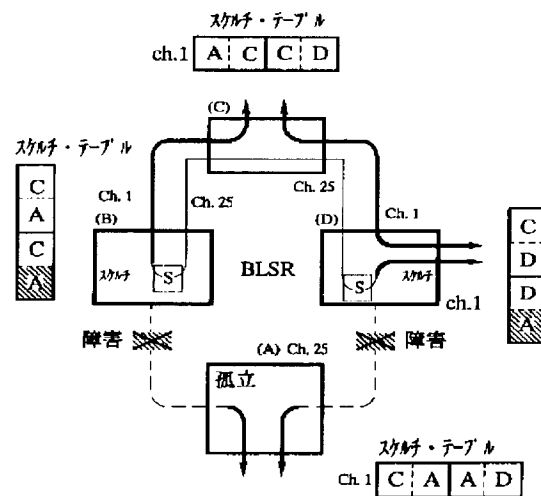 スケルチ・テーブル
ch.1 A C C D
(C)
スケルチ・テーブル
C
A
C
A
Ch. 1
Ch. 25
Ch. 25
Ch. 1
(B)
(D)
スケルチ
S
BLSR
S
スケルチ
C
D
D
A
ch.1
障害
障害
(A) Ch. 25
孤立
スケルチ・テーブル
Ch. 1 C A A D